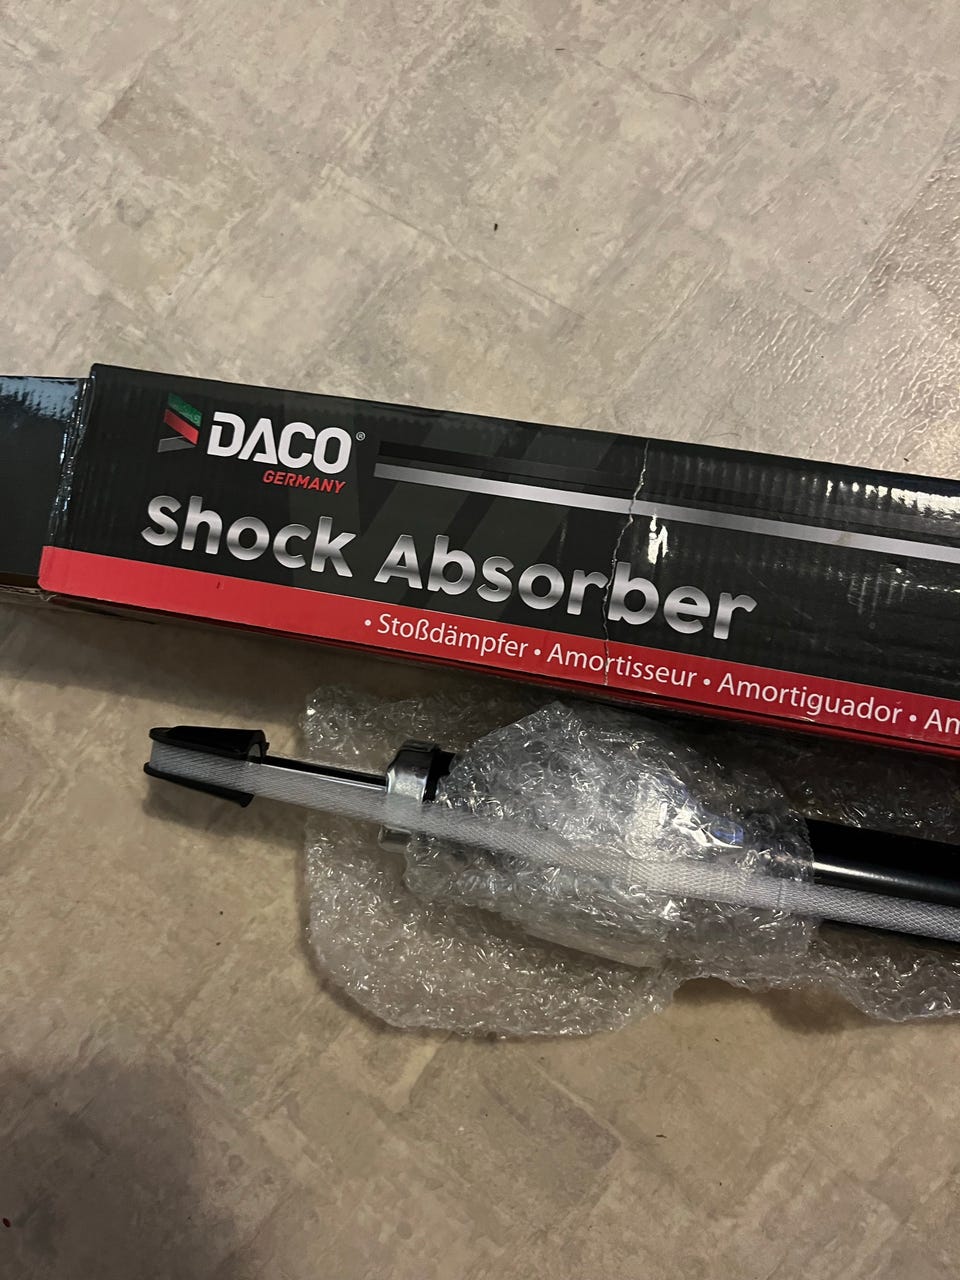 DACO®
GERMANY
Shock Absorber
• Stoßdämpfer • Amortisseur • Amortiguador •